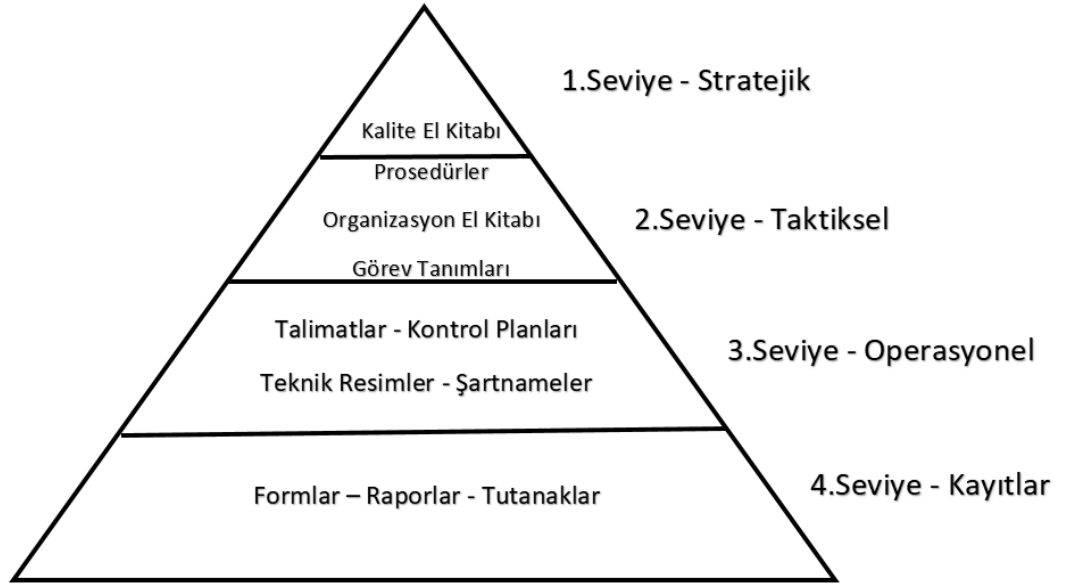 1.Seviye - Stratejik
Kalite El Kitabı
Prosedürler
Organizasyon El Kitabı
2.Seviye - Taktiksel
Görev Tanımları
Talimatlar - Kontrol Planları
3.Seviye - Operasyonel
Teknik Resimler - Şartnameler
Formlar – Raporlar - Tutanaklar
4.Seviye - Kayıtlar